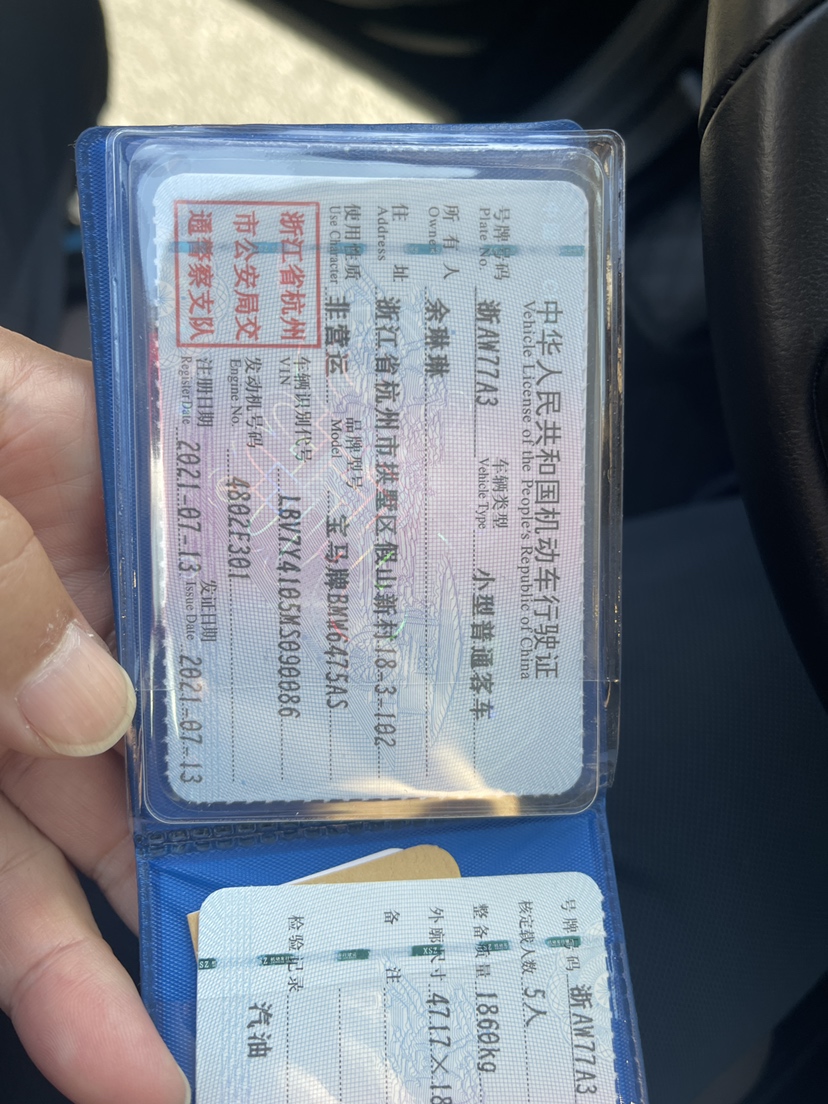 中华人民共和国机动车行驶证
Vehicle License of the People's Republic of China
号牌号码 浙AW77A3 车辆类型 小型普通客车
Plate No. Vehicle Type
所有人 余琳琳
Owner
住址 浙江省杭州市拱墅区假山新村18-3-102
Address
使用性质 非营运 品牌型号 宝马牌BMW6475AS
Use Character Model
浙江省杭州
市公安局交
通警察支队
车辆识别代号 LBV7Y4105MS090086
VIN
发动机号码 4802E301
Engine No.
注册日期 2021-07-13 发证日期 2021-07-13
Register Date Issue Date
号牌号码 浙AW77A3
核定载人数 5人
整备质量 1860kg
外廓尺寸 4717×18
备注
检验记录
汽油